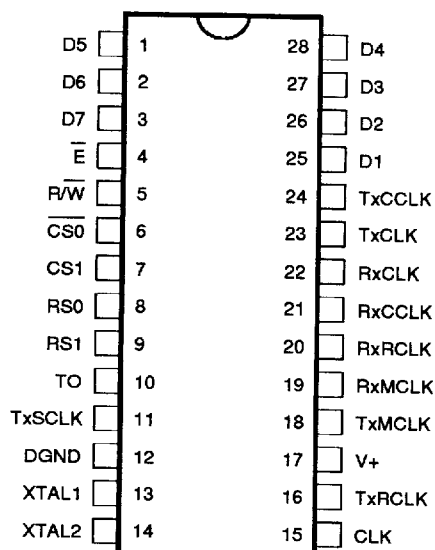 D5 1 28 D4
D6 2 27 D3
D7 3 26 D2
E̅ 4 25 D1
R/W̅ 5 24 TxCCLK
C̅S̅0̅ 6 23 TxCLK
CS1 7 22 RxCLK
RS0 8 21 RxCCLK
RS1 9 20 RxRCLK
TO 10 19 RxMCLK
TxSCLK 11 18 TxMCLK
DGND 12 17 V+
XTAL1 13 16 TxRCLK
XTAL2 14 15 CLK